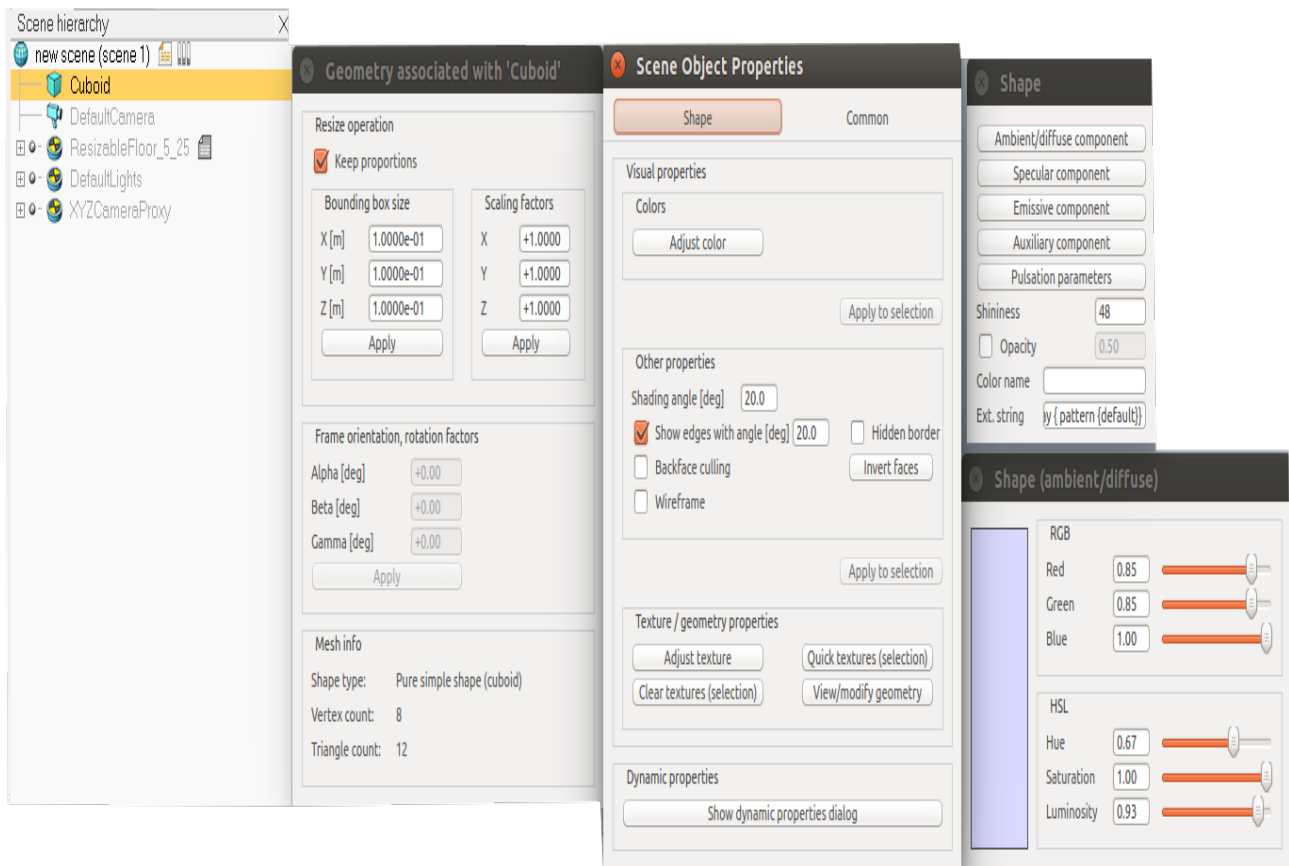 Scene hierarchy
new scene (scene 1)
Cuboid
DefaultCamera
ResizableFloor_5_25
DefaultLights
XYZCameraProxy
Geometry associated with 'Cuboid'
Resize operation
Keep proportions
Bounding box size
X [m] 1.0000e-01
Y [m] 1.0000e-01
Z [m] 1.0000e-01
Apply
Scaling factors
X +1.0000
Y +1.0000
Z +1.0000
Apply
Frame orientation, rotation factors
Alpha [deg] +0.00
Beta [deg] +0.00
Gamma [deg] +0.00
Apply
Mesh info
Shape type: Pure simple shape (cuboid)
Vertex count: 8
Triangle count: 12
Scene Object Properties
Shape Common
Visual properties
Colors
Adjust color
Apply to selection
Other properties
Shading angle [deg] 20.0
Show edges with angle [deg] 20.0 Hidden border
Backface culling Invert faces
Wireframe
Apply to selection
Texture / geometry properties
Adjust texture Quick textures (selection)
Clear textures (selection) View/modify geometry
Dynamic properties
Show dynamic properties dialog
Shape
Ambient/diffuse component
Specular component
Emissive component
Auxiliary component
Pulsation parameters
Shininess 48
Opacity 0.50
Color name
Ext. string y { pattern {default}}
Shape (ambient/diffuse)
RGB
Red 0.85
Green 0.85
Blue 1.00
HSL
Hue 0.67
Saturation 1.00
Luminosity 0.93